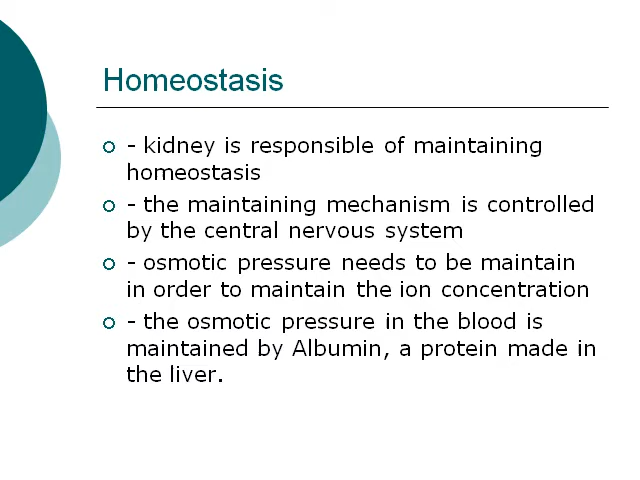 Homeostasis
- kidney is responsible of maintaining
homeostasis
- the maintaining mechanism is controlled
by the central nervous system
- osmotic pressure needs to be maintain
in order to maintain the ion concentration
- the osmotic pressure in the blood is
maintained by Albumin, a protein made in
the liver.